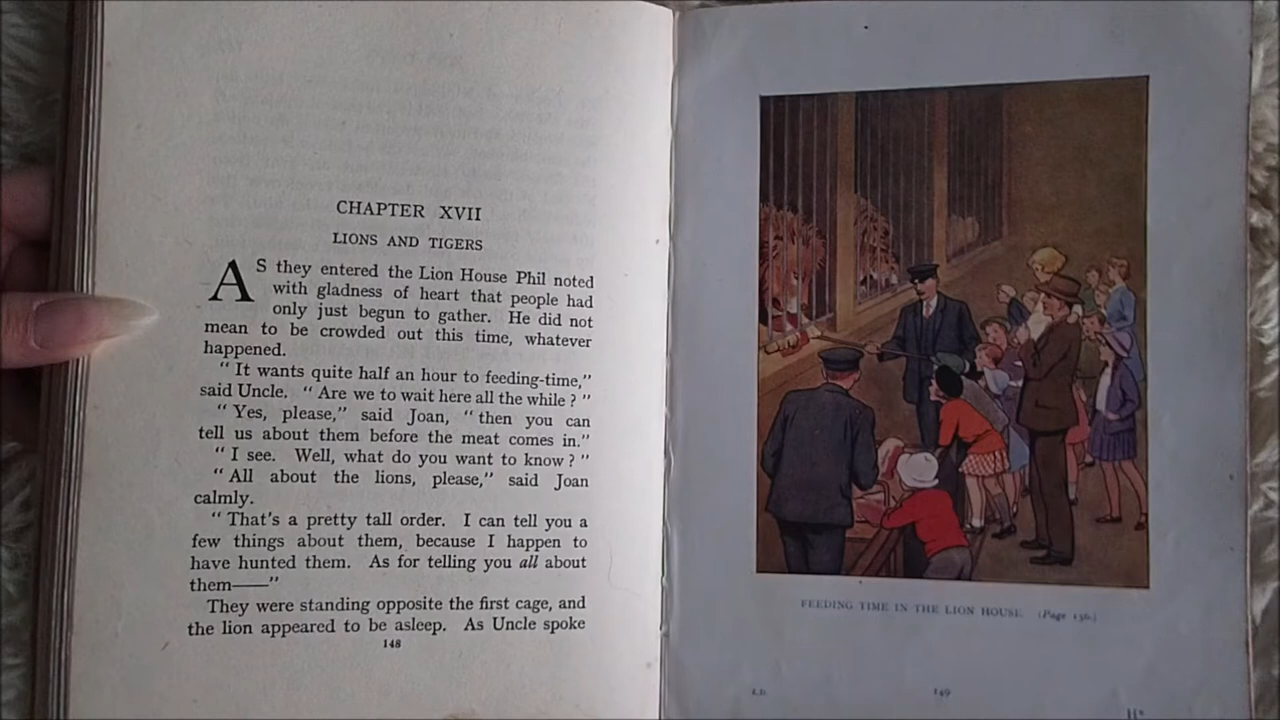 CHAPTER XVII
LIONS AND TIGERS
AS they entered the Lion House Phil noted
with gladness of heart that people had
only just begun to gather. He did not
mean to be crowded out this time, whatever
happened.
“ It wants quite half an hour to feeding-time,”
said Uncle. “ Are we to wait here all the while ? ”
“ Yes, please,” said Joan, “ then you can
tell us about them before the meat comes in.”
“ I see. Well, what do you want to know ? ”
“ All about the lions, please,” said Joan
calmly.
“ That's a pretty tall order. I can tell you a
few things about them, because I happen to
have hunted them. As for telling you all about
them——”
They were standing opposite the first cage, and
the lion appeared to be asleep. As Uncle spoke
148
FEEDING TIME IN THE LION HOUSE. (Page 156.)
149